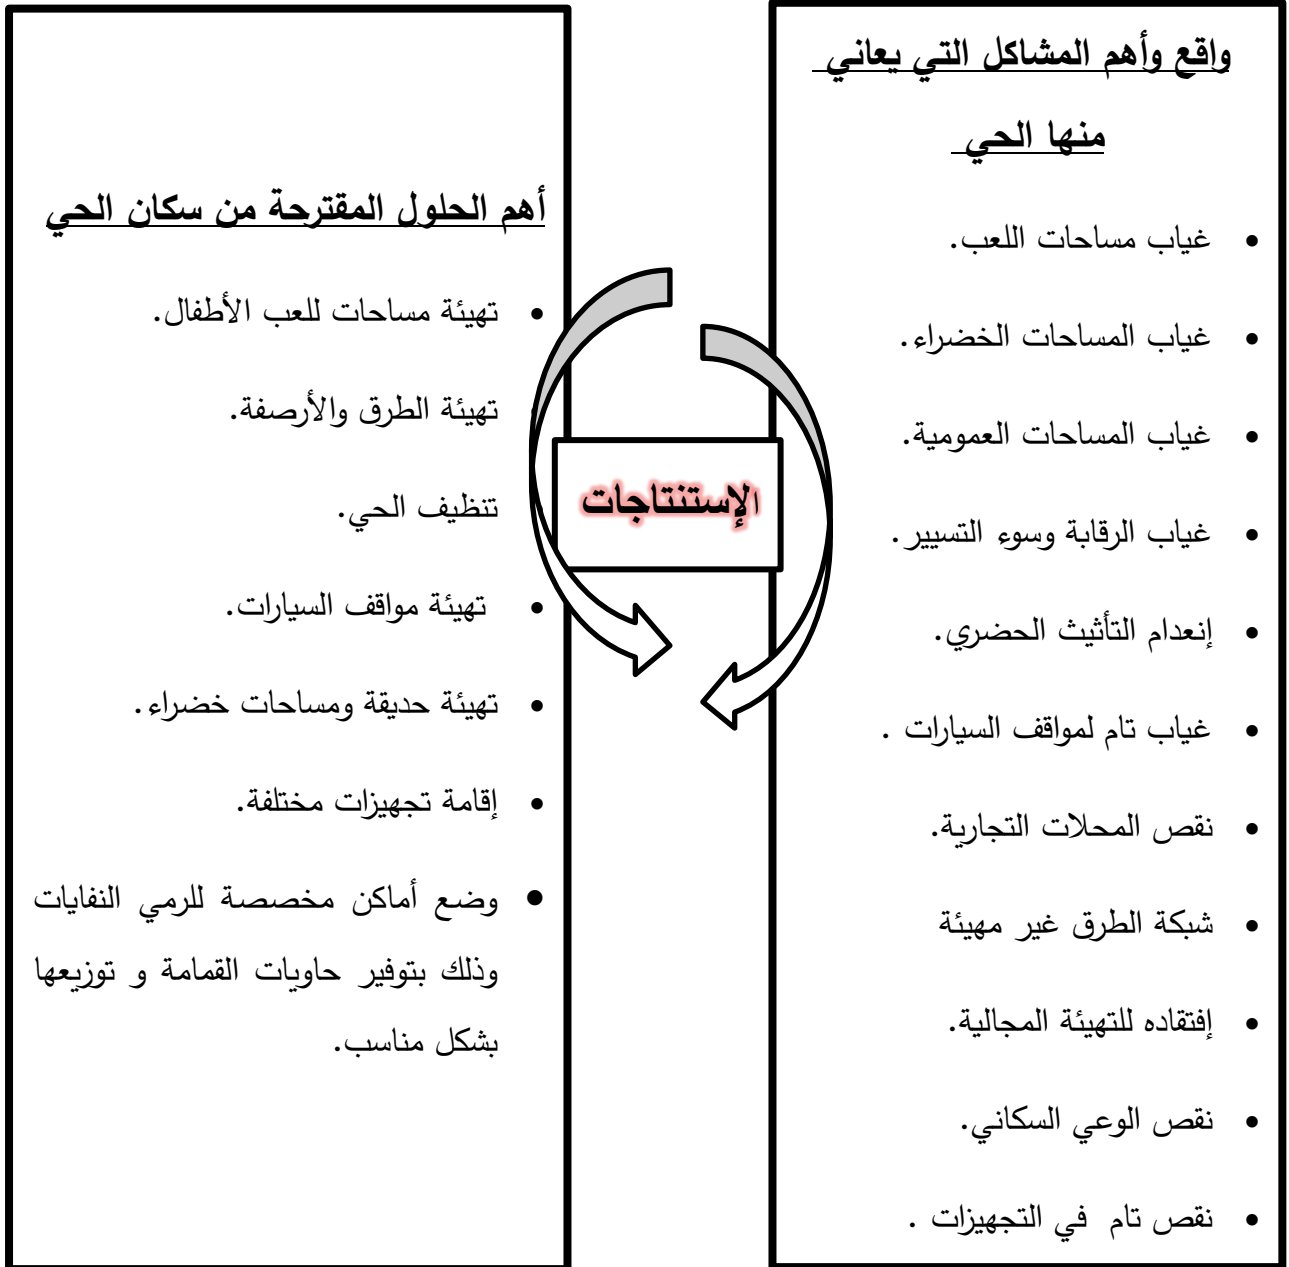 واقع وأهم المشاكل التي يعاني
منها الحي
• غياب مساحات اللعب.
• غياب المساحات الخضراء.
• غياب المساحات العمومية.
• غياب الرقابة وسوء التسيير.
• إنعدام التأثيث الحضري.
• غياب تام لمواقف السيارات .
• نقص المحلات التجارية.
• شبكة الطرق غير مهيئة
• إفتقاده للتهيئة المجالية.
• نقص الوعي السكاني.
• نقص تام في التجهيزات .
الإستنتاجات
أهم الحلول المقترحة من سكان الحي
• تهيئة مساحات للعب الأطفال.
• تهيئة الطرق والأرصفة.
• تنظيف الحي.
• تهيئة مواقف السيارات.
• تهيئة حديقة ومساحات خضراء.
• إقامة تجهيزات مختلفة.
• وضع أماكن مخصصة للرمي النفايات
وذلك بتوفير حاويات القمامة و توزيعها
بشكل مناسب.